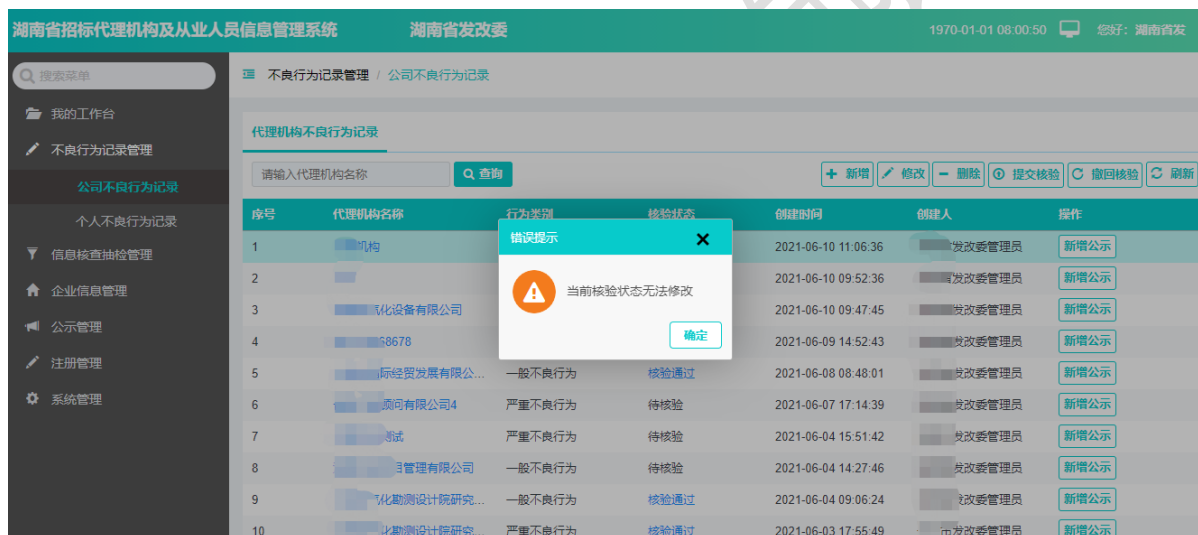 湖南省招标代理机构及从业人员信息管理系统 湖南省发改委 1970-01-01 08:00:50 您好：湖南省发
搜索菜单
不良行为记录管理 / 公司不良行为记录
我的工作台
不良行为记录管理
公司不良行为记录
个人不良行为记录
信息核查抽检管理
企业信息管理
公示管理
注册管理
系统管理
代理机构不良行为记录
请输入代理机构名称 查询 新增 修改 删除 提交核验 撤回核验 刷新
序号 代理机构名称 行为类别 核验状态 创建时间 创建人 操作
1 机构 2021-06-10 11:06:36 发改委管理员 新增公示
2 2021-06-10 09:52:36 发改委管理员 新增公示
3 化设备有限公司 2021-06-10 09:47:45 发改委管理员 新增公示
4 68678 2021-06-09 14:52:43 发改委管理员 新增公示
5 际经贸发展有限公... 一般不良行为 核验通过 2021-06-08 08:48:01 发改委管理员 新增公示
6 顾问有限公司4 严重不良行为 待核验 2021-06-07 17:14:39 发改委管理员 新增公示
7 测试 严重不良行为 待核验 2021-06-04 15:51:42 发改委管理员 新增公示
8 目管理有限公司 一般不良行为 待核验 2021-06-04 14:27:46 发改委管理员 新增公示
9 化勘测设计院研究... 一般不良行为 核验通过 2021-06-04 09:06:24 发改委管理员 新增公示
10 化勘测设计院研究... 严重不良行为 核验通过 2021-06-03 17:55:49 发改委管理员 新增公示
错误提示
当前核验状态无法修改
确定